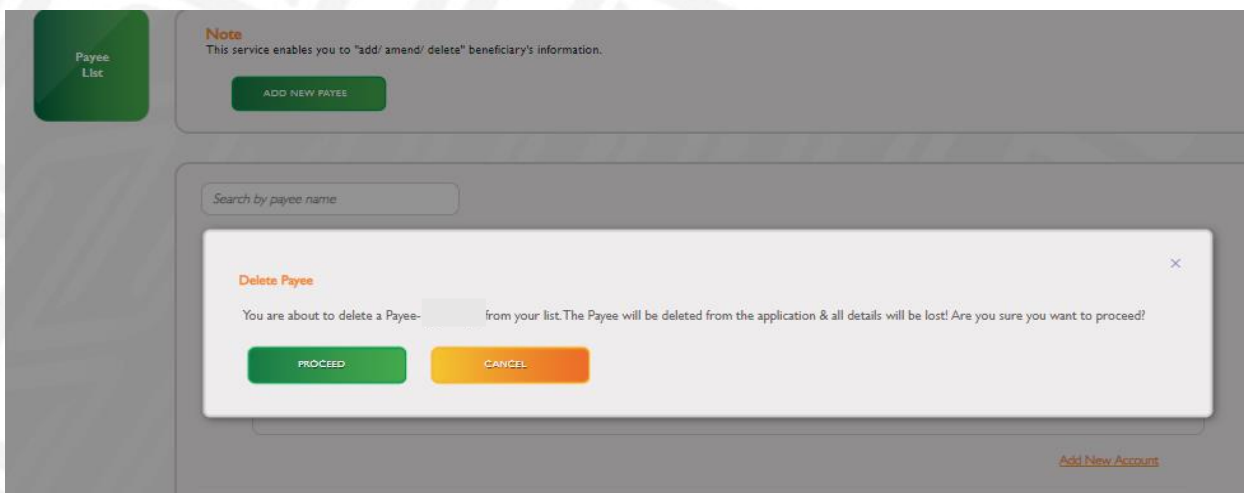 Payee
List
Note
This service enables you to "add/ amend/ delete" beneficiary's information.
ADD NEW PAYEE
Search by payee name
×
Delete Payee
You are about to delete a Payee- from your list.The Payee will be deleted from the application & all details will be lost! Are you sure you want to proceed?
PROCEED CANCEL
Add New Account